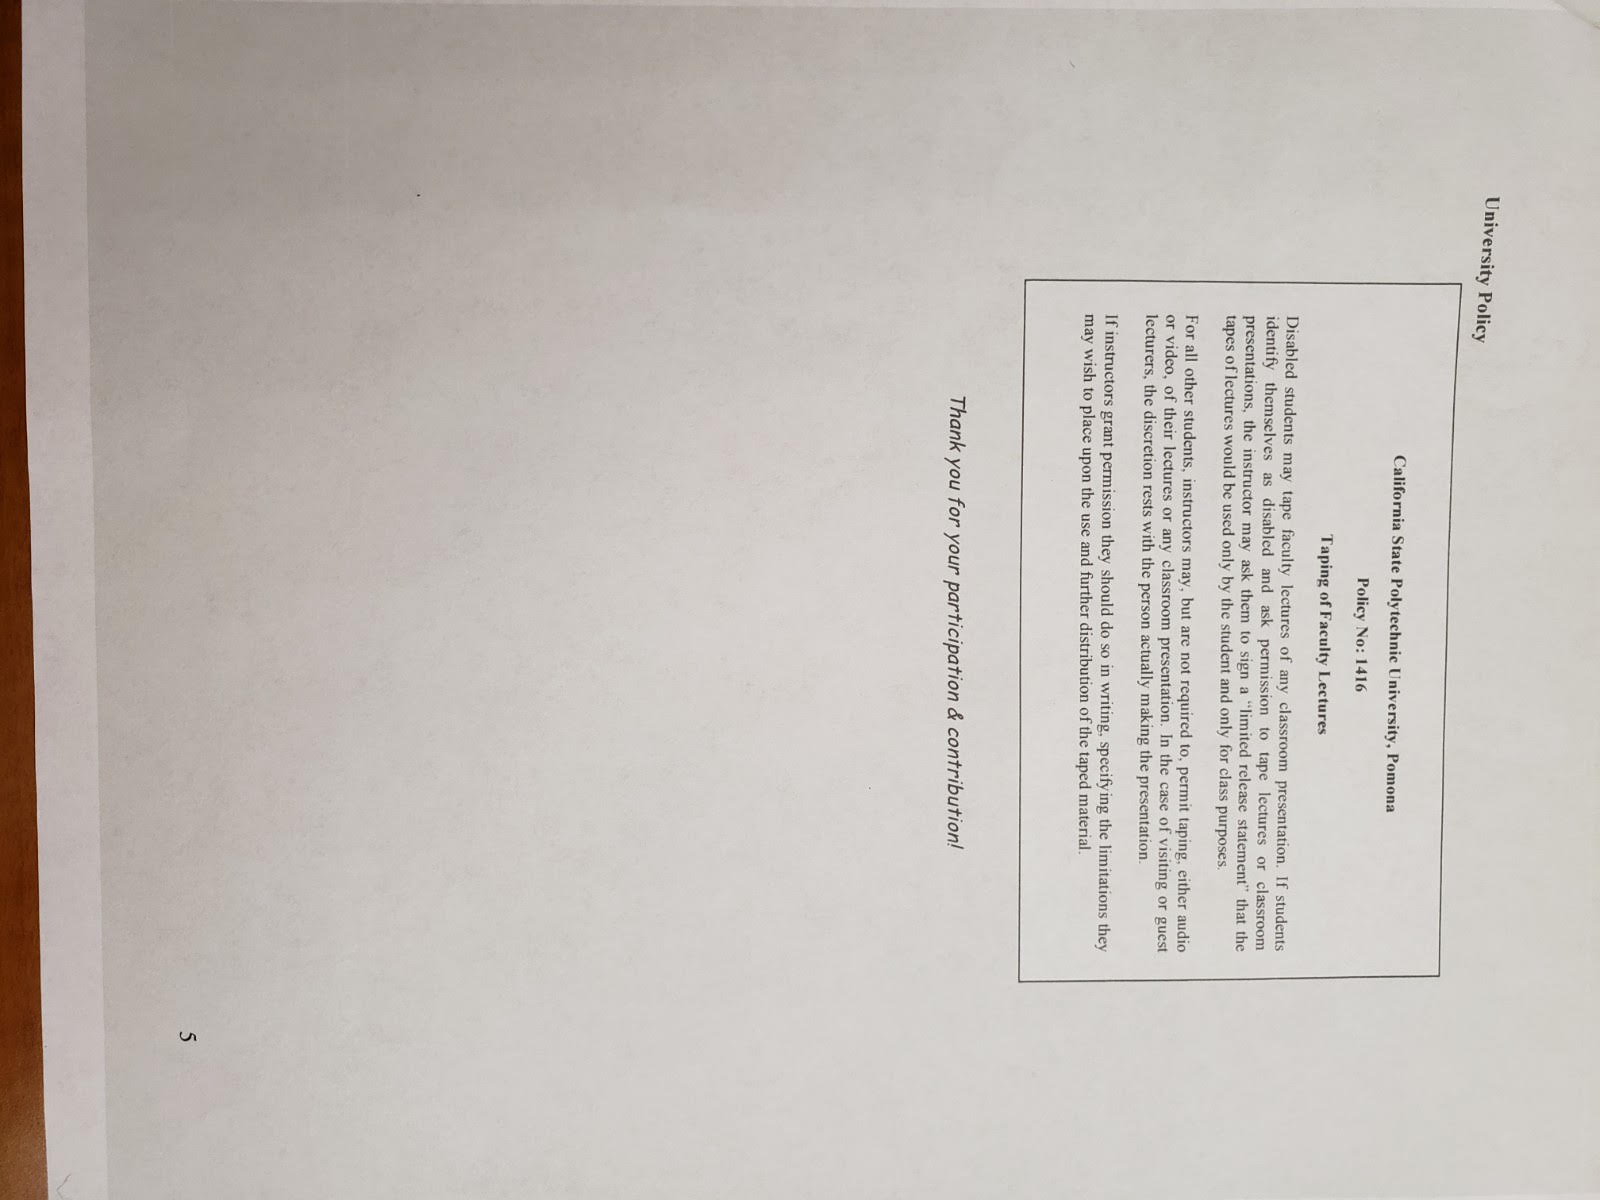 University Policy
California State Polytechnic University, Pomona
Policy No: 1416
Taping of Faculty Lectures
Disabled students may tape faculty lectures of any classroom presentation. If students
identify themselves as disabled and ask permission to tape lectures or classroom
presentations, the instructor may ask them to sign a "limited release statement" that the
tapes of lectures would be used only by the student and only for class purposes.
For all other students, instructors may, but are not required to, permit taping, either audio
or video, of their lectures or any classroom presentation. In the case of visiting or guest
lecturers, the discretion rests with the person actually making the presentation.
If instructors grant permission they should do so in writing, specifying the limitations they
may wish to place upon the use and further distribution of the taped material.
Thank you for your participation & contribution!
5